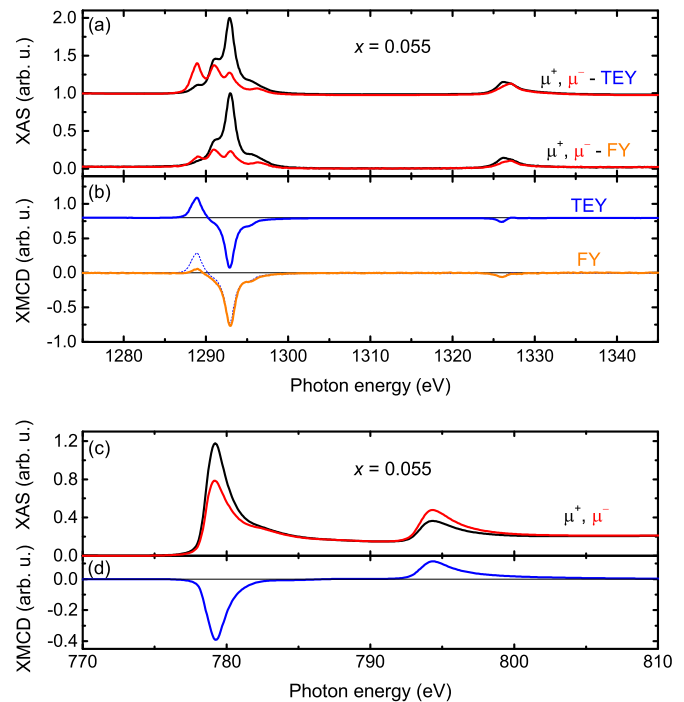 (a)
x = 0.055
2.0
1.5
1.0
0.5
0.0
XAS (arb. u.)
μ⁺, μ⁻ - TEY
μ⁺, μ⁻ - FY
(b)
1.0
0.5
0.0
-0.5
-1.0
XMCD (arb. u.)
TEY
FY
1280 1290 1300 1310 1320 1330 1340
Photon energy (eV)
(c)
x = 0.055
1.2
0.8
0.4
0.0
XAS (arb. u.)
μ⁺, μ⁻
(d)
0.0
-0.2
-0.4
XMCD (arb. u.)
770 780 790 800 810
Photon energy (eV)